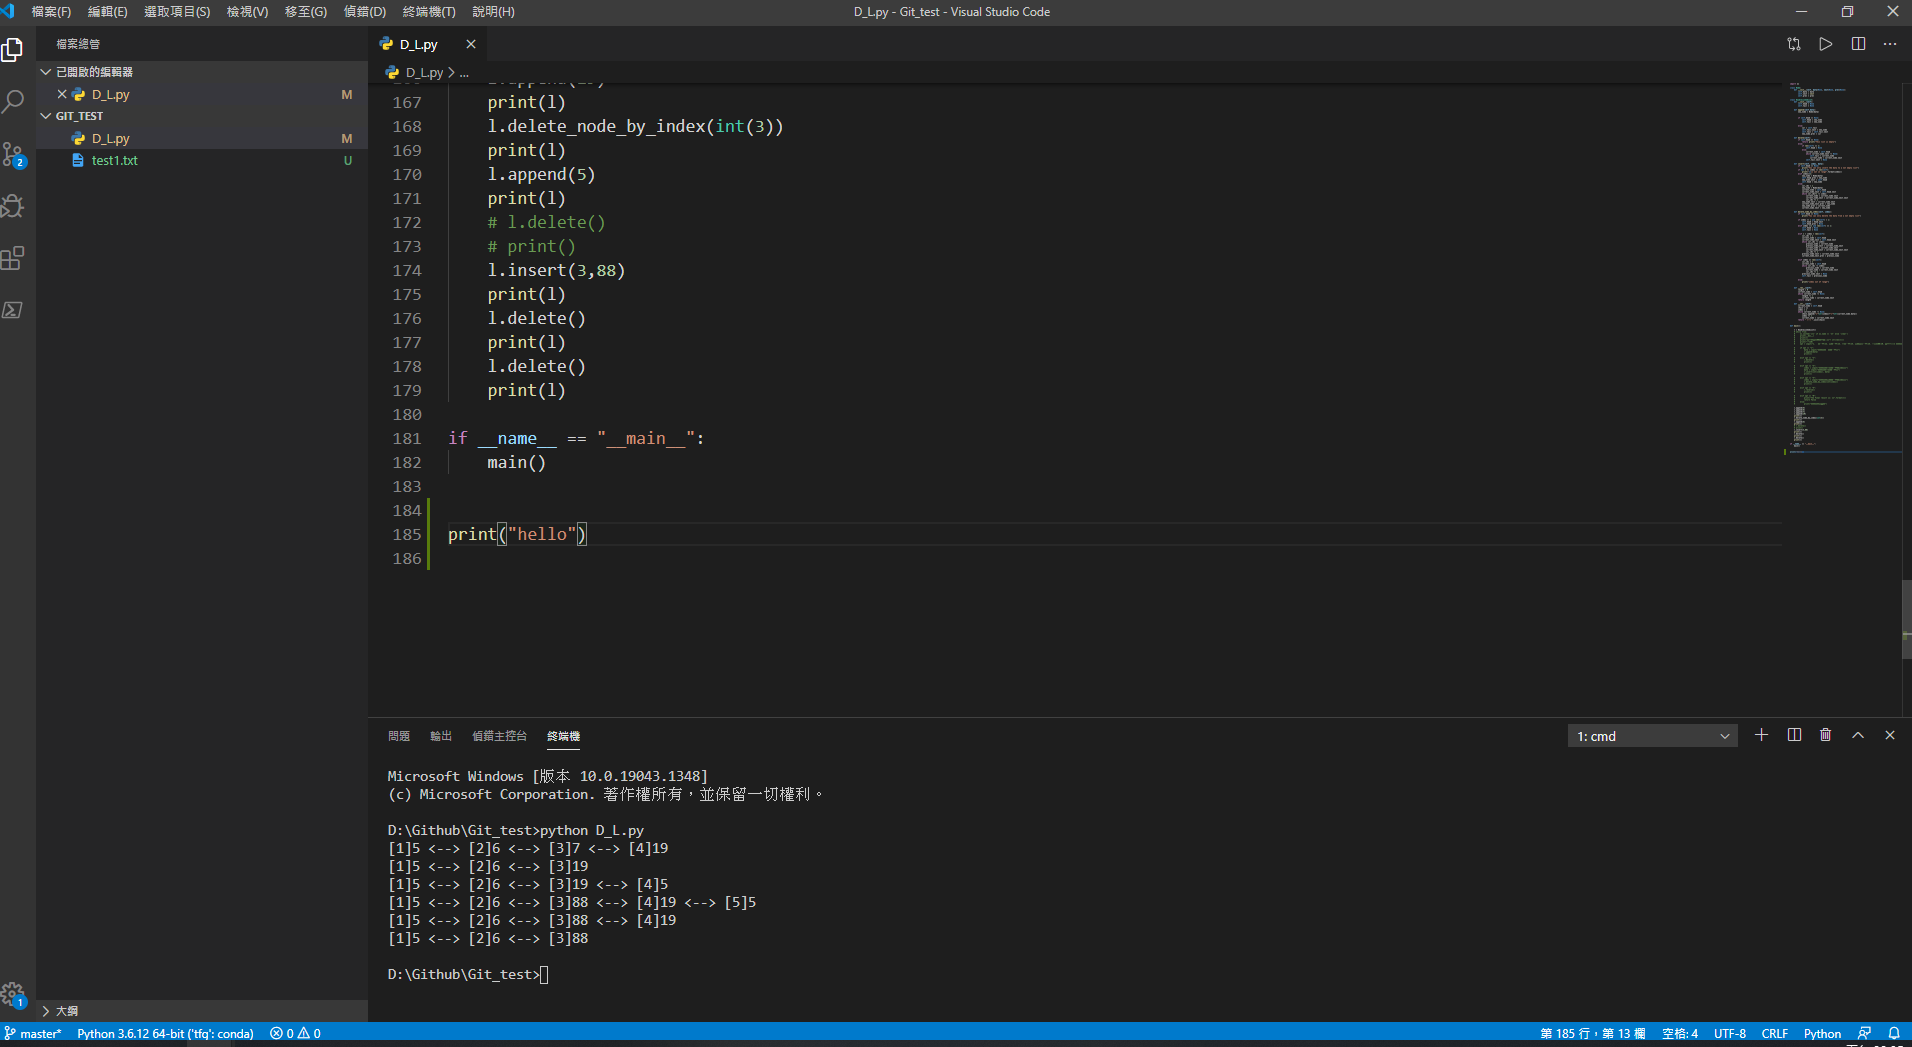 檔案(F) 編輯(E) 選取項目(S) 檢視(V) 移至(G) 偵錯(D) 終端機(T) 說明(H)
D_L.py - Git_test - Visual Studio Code
檔案總管
已開啟的編輯器
D_L.py M
GIT_TEST
D_L.py M
test1.txt U
大綱
2
1
D_L.py
D_L.py > ...
167 print(l)
168 l.delete_node_by_index(int(3))
169 print(l)
170 l.append(5)
171 print(l)
172 # l.delete()
173 # print()
174 l.insert(3,88)
175 print(l)
176 l.delete()
177 print(l)
178 l.delete()
179 print(l)
180
181 if __name__ == "__main__":
182 main()
183
184
185 print("hello")
186
問題 輸出 偵錯主控台 終端機
1: cmd
Microsoft Windows [版本 10.0.19043.1348]
(c) Microsoft Corporation. 著作權所有，並保留一切權利。
D:\Github\Git_test>python D_L.py
[1]5 <--> [2]6 <--> [3]7 <--> [4]19
[1]5 <--> [2]6 <--> [3]19
[1]5 <--> [2]6 <--> [3]19 <--> [4]5
[1]5 <--> [2]6 <--> [3]88 <--> [4]19 <--> [5]5
[1]5 <--> [2]6 <--> [3]88 <--> [4]19
[1]5 <--> [2]6 <--> [3]88
D:\Github\Git_test>
master* Python 3.6.12 64-bit ('tfg': conda) 0 0
第 185 行，第 13 欄 空格: 4 UTF-8 CRLF Python